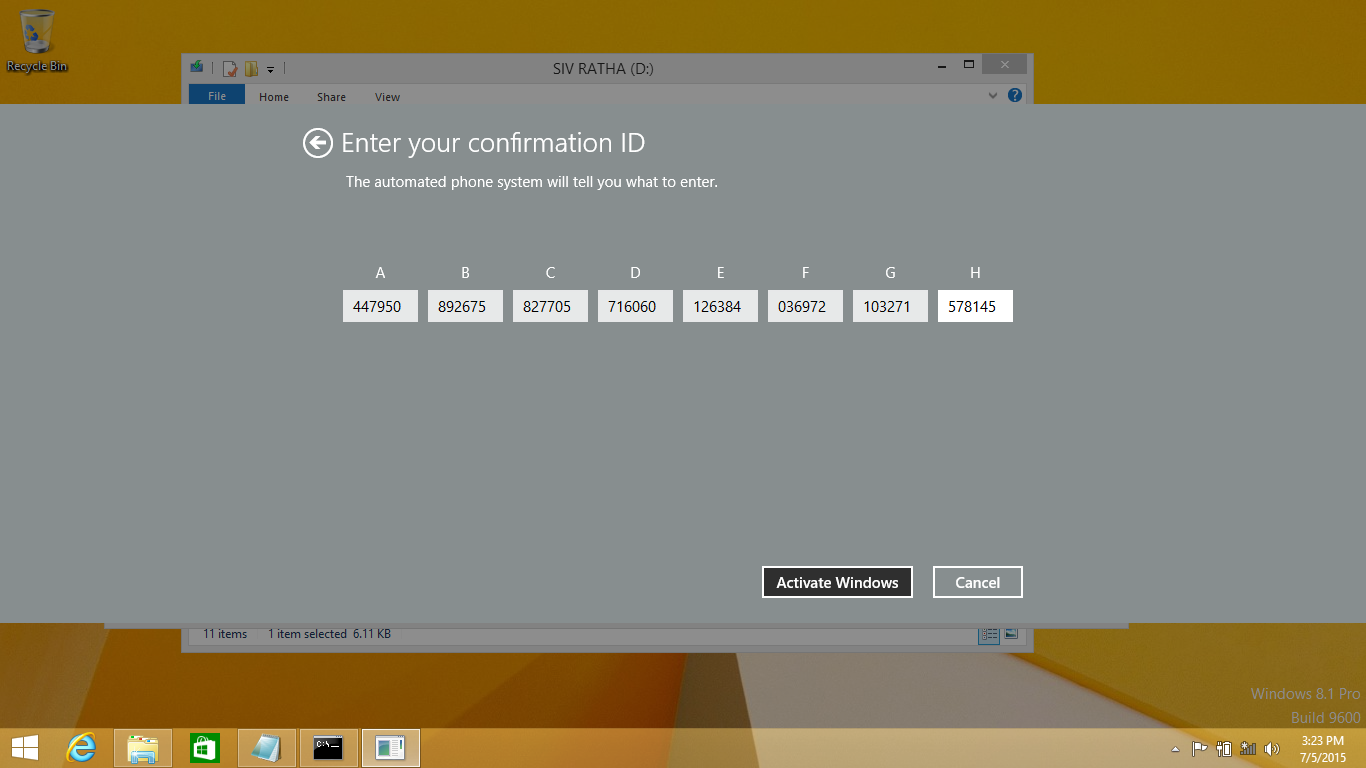 Recycle Bin
SIV RATHA (D:)
File Home Share View
Enter your confirmation ID
The automated phone system will tell you what to enter.
A B C D E F G H
447950 892675 827705 716060 126384 036972 103271 578145
Activate Windows Cancel
11 items 1 item selected 6.11 KB
Windows 8.1 Pro
Build 9600
C:\
3:23 PM
7/5/2015